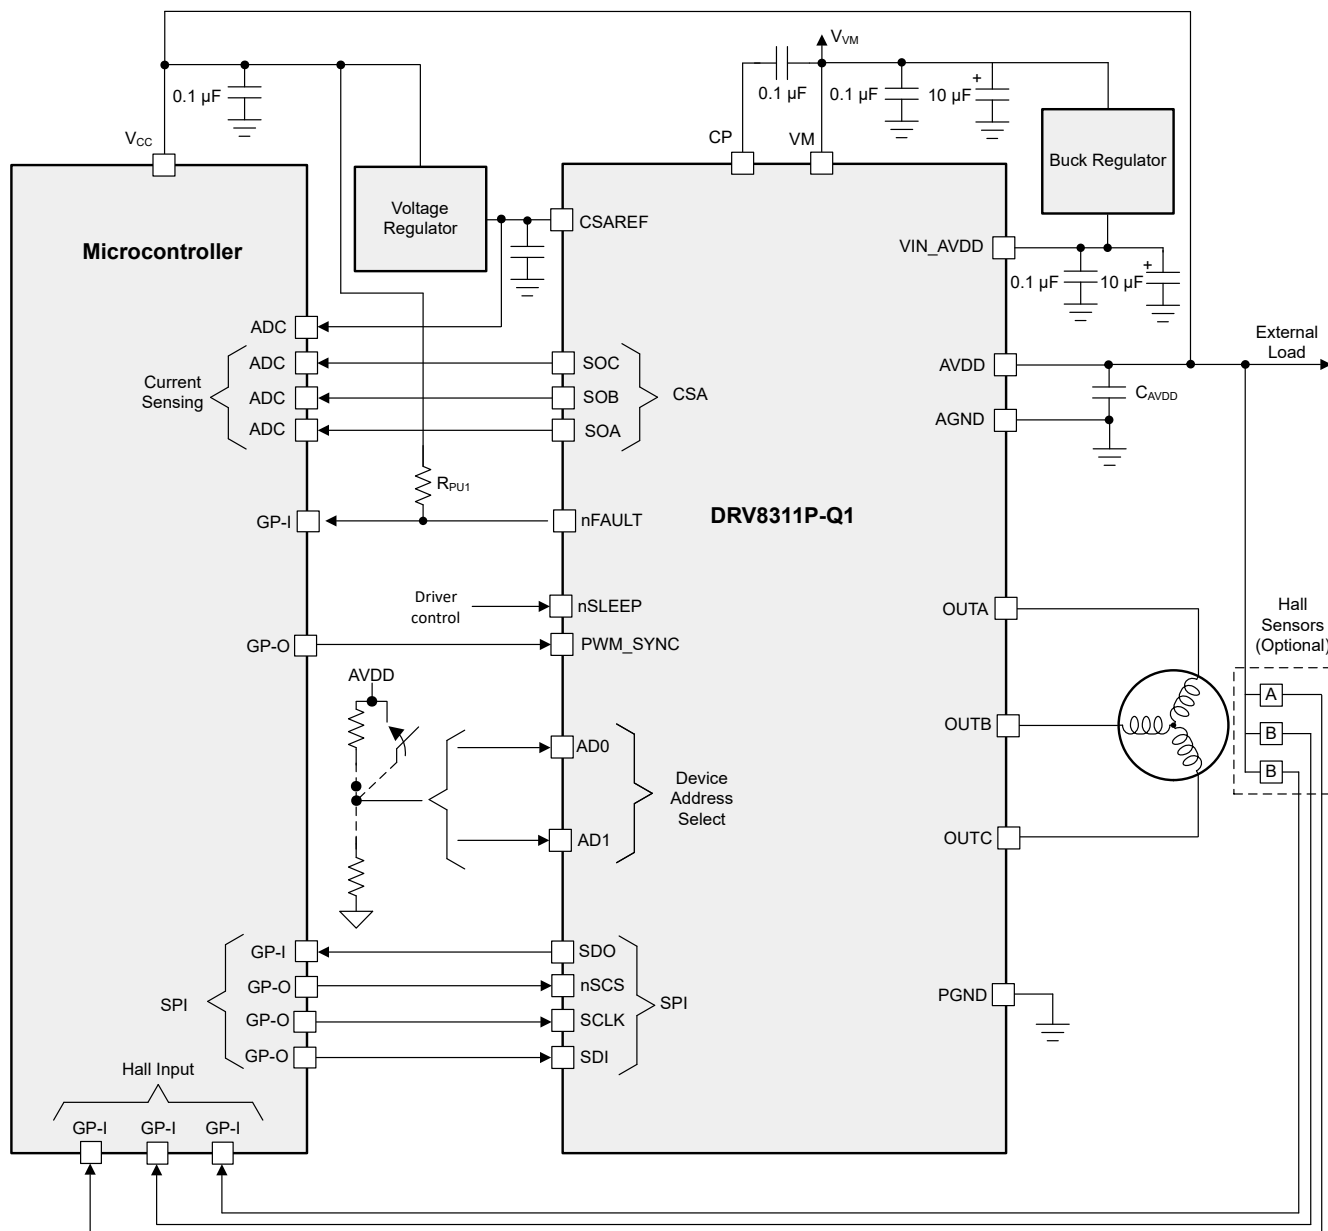 V_VM
0.1 µF
0.1 µF
0.1 µF
10 µF
+
V_CC
CP
VM
Buck Regulator
Voltage
Regulator
CSAREF
Microcontroller
VIN_AVDD
0.1 µF
10 µF
+
ADC
External
Load
ADC
SOC
AVDD
Current
Sensing
ADC
SOB
CSA
C_AVDD
ADC
SOA
AGND
R_PU1
GP-I
nFAULT
DRV8311P-Q1
Driver
control
nSLEEP
OUTA
Hall
Sensors
(Optional)
GP-O
PWM_SYNC
AVDD
A
OUTB
B
AD0
B
Device
Address
Select
AD1
OUTC
GP-I
SDO
GP-O
nSCS
PGND
SPI
SPI
GP-O
SCLK
GP-O
SDI
Hall Input
GP-I
GP-I
GP-I